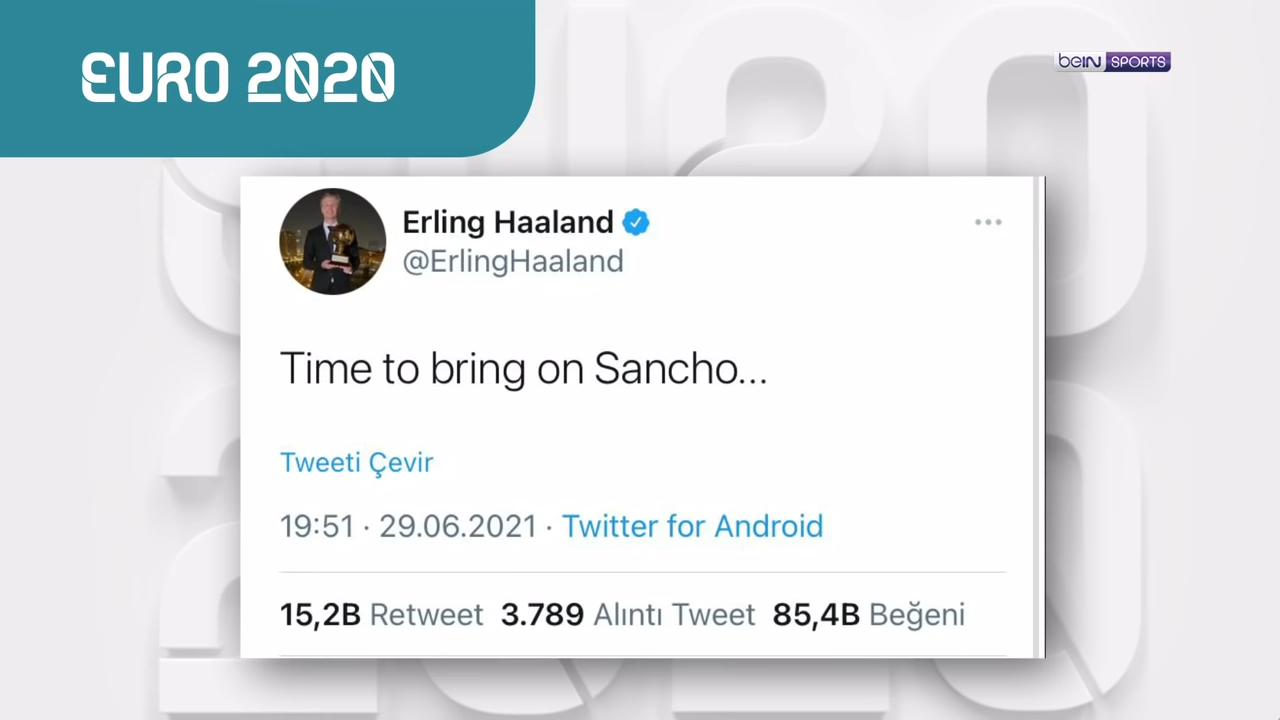 EURO 2020
beIN SPORTS
Erling Haaland
@ErlingHaaland
Time to bring on Sancho...
Tweeti Çevir
19:51 · 29.06.2021 · Twitter for Android
15,2B Retweet 3.789 Alıntı Tweet 85,4B Beğeni